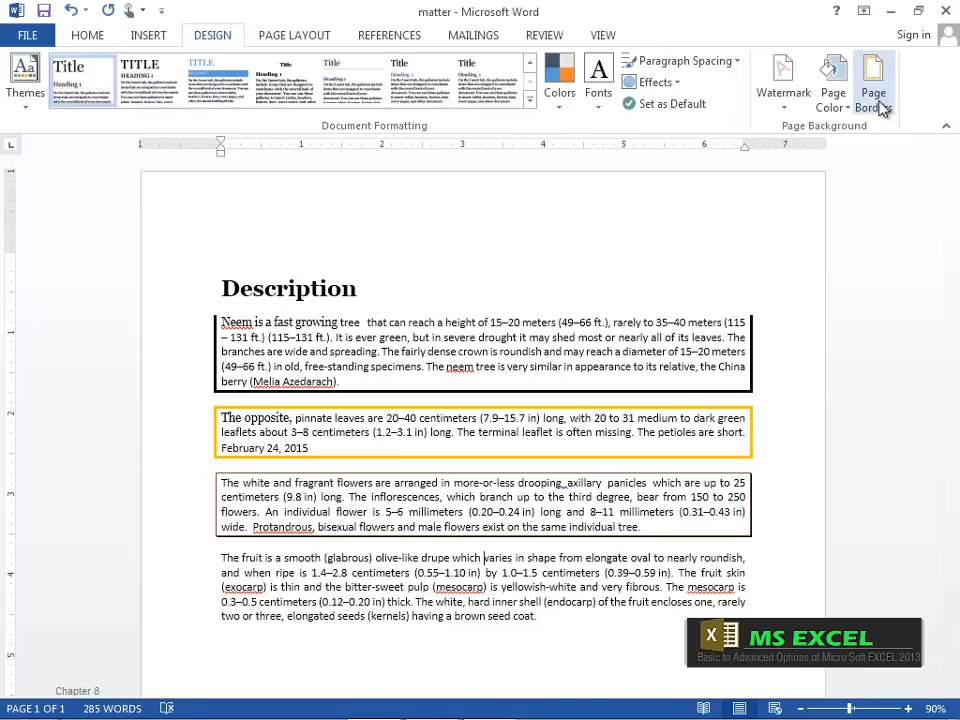 matter - Microsoft Word
Sign in
FILE HOME INSERT DESIGN PAGE LAYOUT REFERENCES MAILINGS REVIEW VIEW
Themes
Title
Heading 1
TITLE
HEADING 1
TITLE
Title
Heading 1
Title
Heading 1
Title
Heading 1
Title
Heading 1
Colors
Fonts
Paragraph Spacing
Effects
Set as Default
Watermark
Page Color
Page Borders
Document Formatting
Page Background
Description
Neem is a fast growing tree that can reach a height of 15–20 meters (49–66 ft.), rarely to 35–40 meters (115
– 131 ft.) (115–131 ft.). It is ever green, but in severe drought it may shed most or nearly all of its leaves. The
branches are wide and spreading. The fairly dense crown is roundish and may reach a diameter of 15–20 meters
(49–66 ft.) in old, free-standing specimens. The neem tree is very similar in appearance to its relative, the China
berry (Melia Azedarach).
The opposite, pinnate leaves are 20–40 centimeters (7.9–15.7 in) long, with 20 to 31 medium to dark green
leaflets about 3–8 centimeters (1.2–3.1 in) long. The terminal leaflet is often missing. The petioles are short.
February 24, 2015
The white and fragrant flowers are arranged in more-or-less drooping axillary panicles which are up to 25
centimeters (9.8 in) long. The inflorescences, which branch up to the third degree, bear from 150 to 250
flowers. An individual flower is 5–6 millimeters (0.20–0.24 in) long and 8–11 millimeters (0.31–0.43 in)
wide. Protandrous, bisexual flowers and male flowers exist on the same individual tree.
The fruit is a smooth (glabrous) olive-like drupe which varies in shape from elongate oval to nearly roundish,
and when ripe is 1.4–2.8 centimeters (0.55–1.10 in) by 1.0–1.5 centimeters (0.39–0.59 in). The fruit skin
(exocarp) is thin and the bitter-sweet pulp (mesocarp) is yellowish-white and very fibrous. The mesocarp is
0.3–0.5 centimeters (0.12–0.20 in) thick. The white, hard inner shell (endocarp) of the fruit encloses one, rarely
two or three, elongated seeds (kernels) having a brown seed coat.
MS EXCEL
Basic to Advanced Options of Micro Soft EXCEL 2013
Chapter 8
PAGE 1 OF 1 285 WORDS 90%